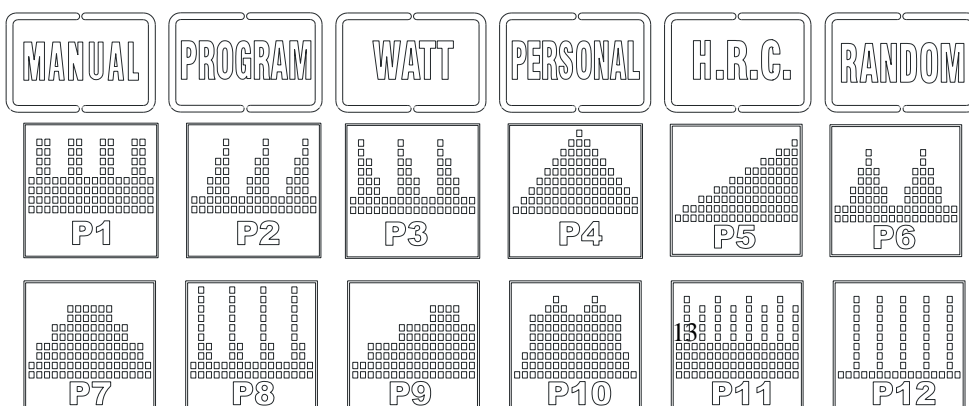 MANUAL PROGRAM WATT PERSONAL H.R.C. RANDOM
P1 P2 P3 P4 P5 P6
13
P7 P8 P9 P10 P11 P12